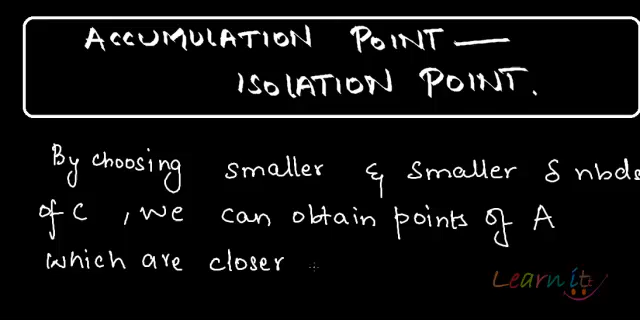 ACCUMULATION POINT —
ISOLATION POINT.
By choosing smaller & smaller δ nbds
of C, we can obtain points of A
which are closer
Learnit